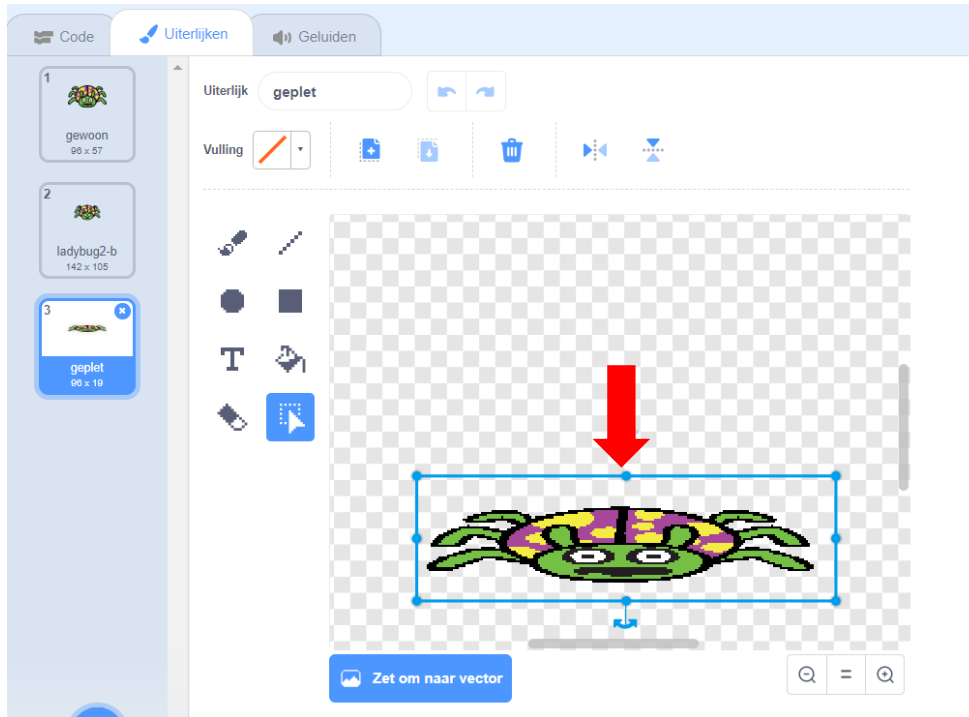 Code
Uiterlijken
Geluiden
1
gewoon
96 x 57
2
ladybug2-b
142 x 105
3
geplet
96 x 19
Uiterlijk
geplet
Vulling
T
Zet om naar vector